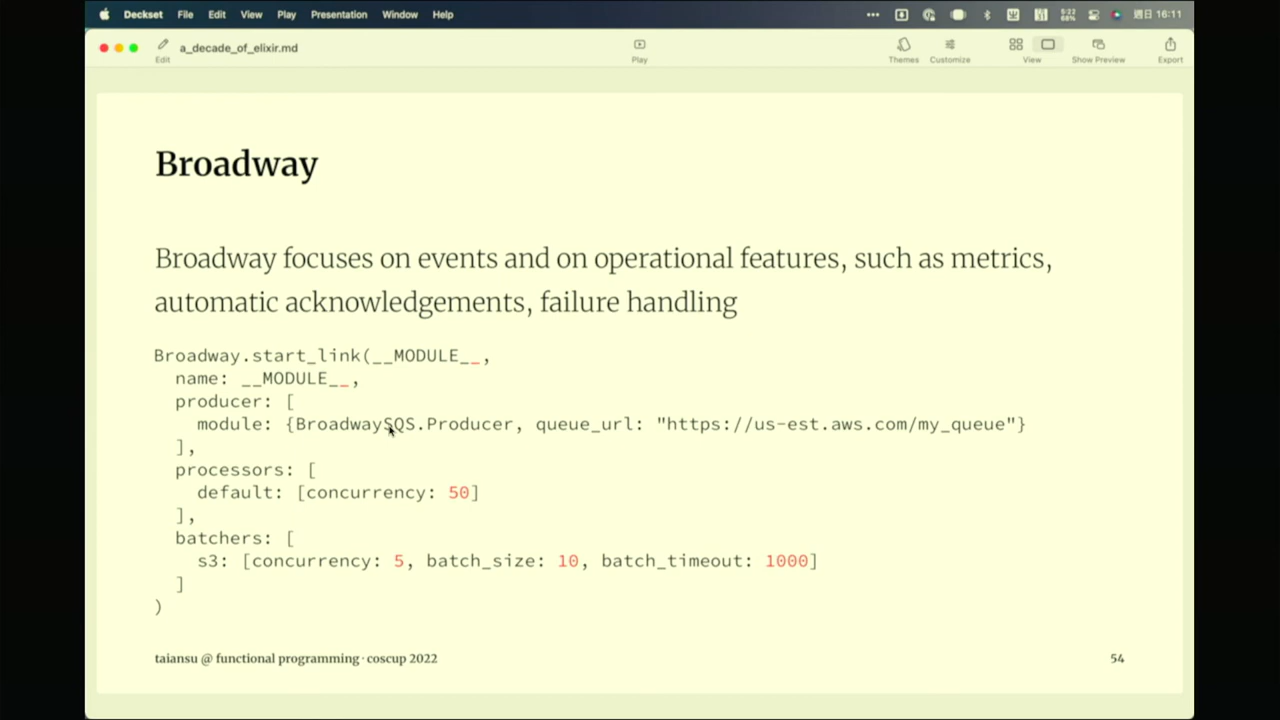 Deckset File Edit View Play Presentation Window Help 週日 16:11
a_decade_of_elixir.md
Edit Play Themes Customize View Show Preview Export
Broadway
Broadway focuses on events and on operational features, such as metrics,
automatic acknowledgements, failure handling
Broadway.start_link(__MODULE__,
name: __MODULE__,
producer: [
module: {BroadwaySQS.Producer, queue_url: "https://us-est.aws.com/my_queue"}
],
processors: [
default: [concurrency: 50]
],
batchers: [
s3: [concurrency: 5, batch_size: 10, batch_timeout: 1000]
]
)
taiansu @ functional programming · coscup 2022
54